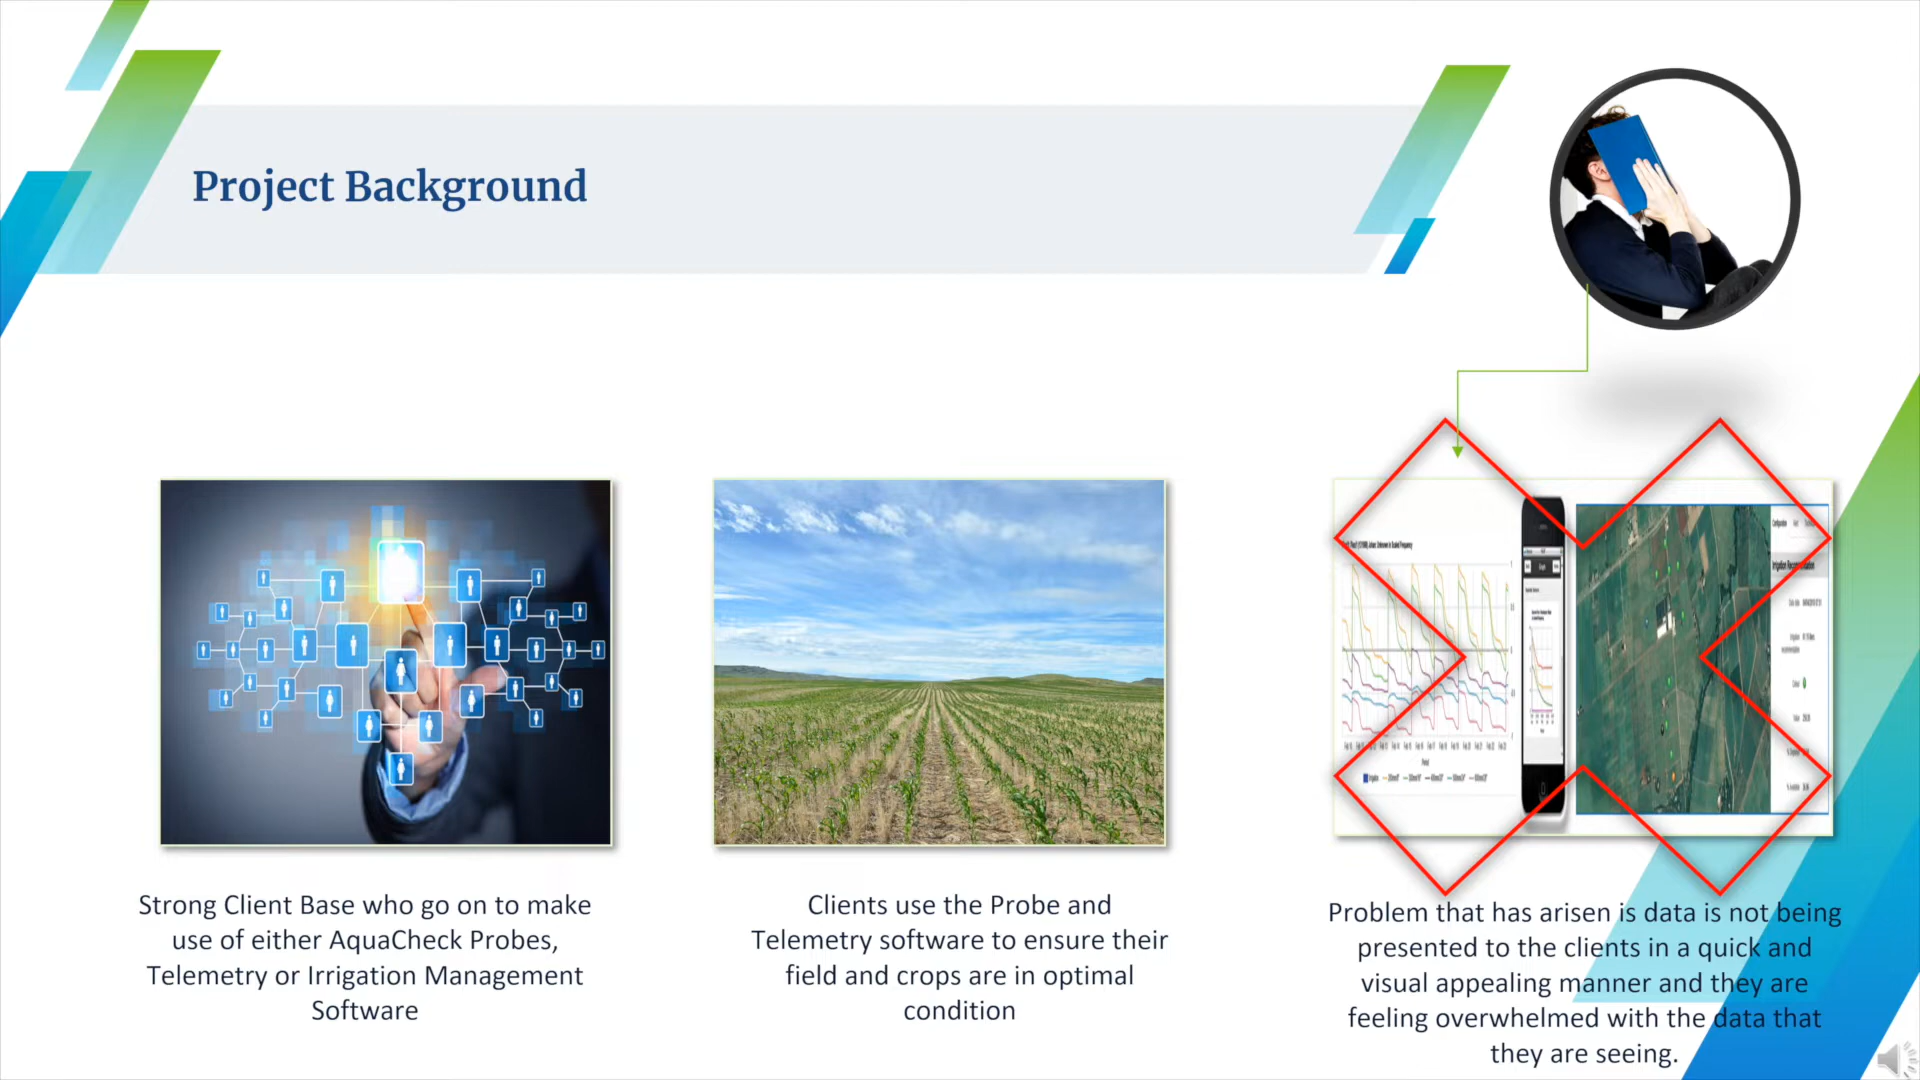 Project Background
Strong Client Base who go on to make
use of either AquaCheck Probes,
Telemetry or Irrigation Management
Software
Clients use the Probe and
Telemetry software to ensure their
field and crops are in optimal
condition
Problem that has arisen is data is not being
presented to the clients in a quick and
visual appealing manner and they are
feeling overwhelmed with the data that
they are seeing.